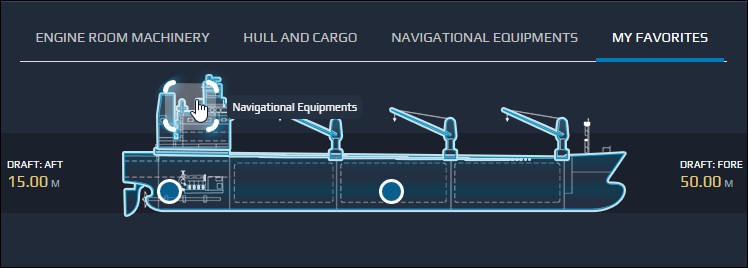 ENGINE ROOM MACHINERY HULL AND CARGO NAVIGATIONAL EQUIPMENTS MY FAVORITES
Navigational Equipments
DRAFT: AFT
15.00 M
DRAFT: FORE
50.00 M